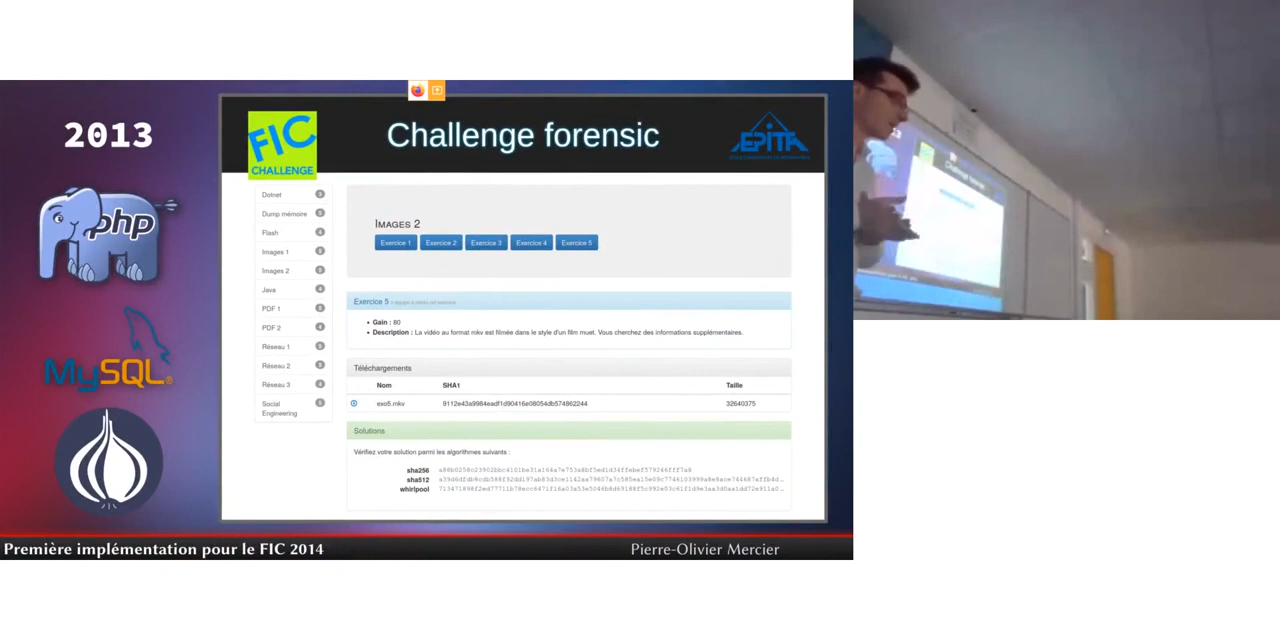 2013
php
MySQL®
FIC
CHALLENGE
Challenge forensic
EPITA
Dotnet
Dump mémoire
Flash
Images 1
Images 2
Java
PDF 1
PDF 2
Réseau 1
Réseau 2
Réseau 3
Social
Engineering
IMAGES 2
Exercice 1
Exercice 2
Exercice 3
Exercice 4
Exercice 5
Exercice 5
• Gain : 80
• Description : La vidéo au format mkv est filmée dans le style d'un film muet. Vous cherchez des informations supplémentaires.
Téléchargements
Nom SHA1 Taille
exo5.mkv 9112e43a9984eadf1d90416e08054db574862244 32640375
Solutions
Vérifiez votre solution parmi les algorithmes suivants :
sha256
sha512
whirlpool
Première implémentation pour le FIC 2014
Pierre-Olivier Mercier
Challenge forensic